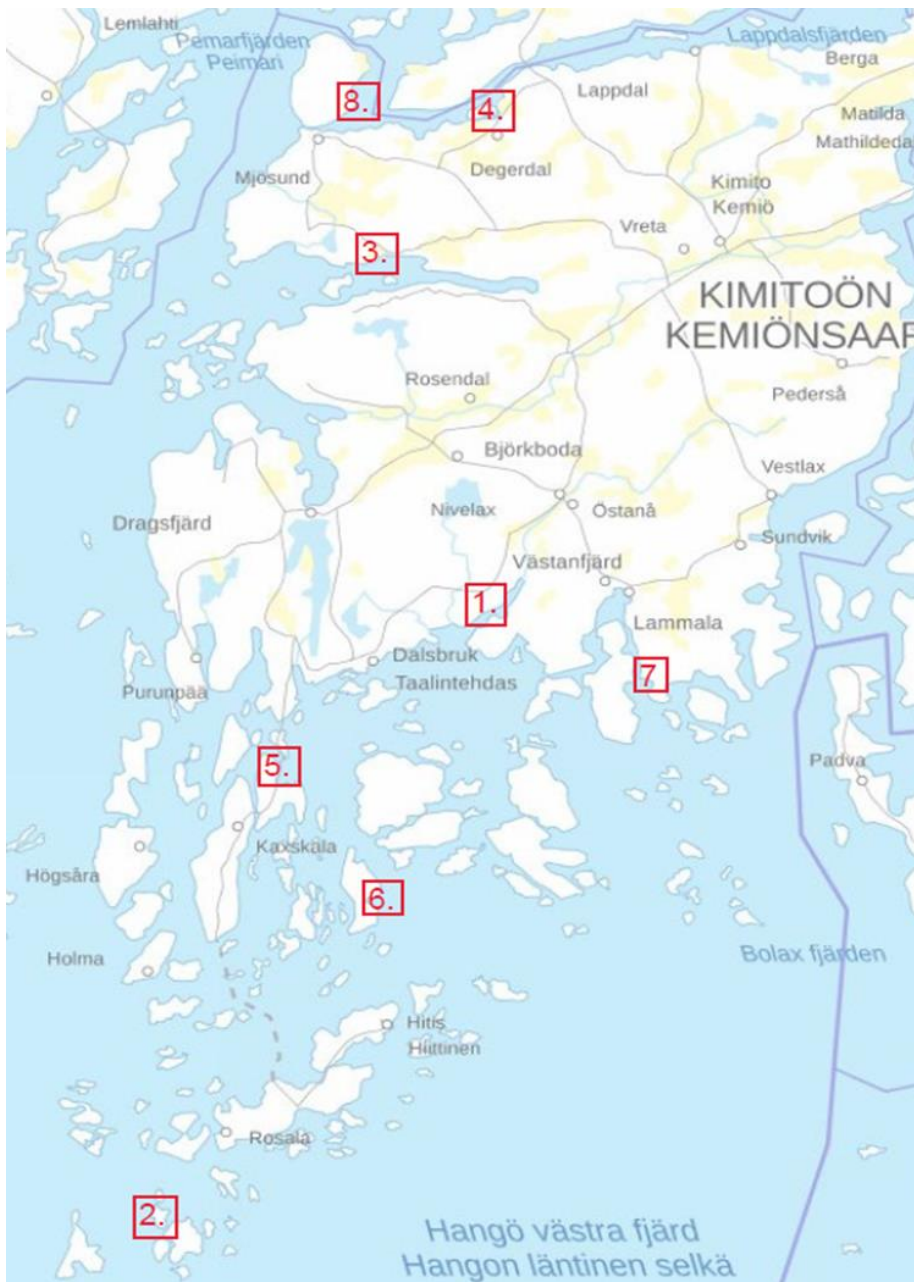 Lemlahti
Pemarfjärden
Peimari
Lappdalsfjärden
Berga
8.
4.
Lappdal
Matilda
Mathildeda
Degerdal
Mjösund
Kimito
Kemiö
Vreta
3.
KIMITOÖN
KEMIÖNSAAR
Rosendal
Pederså
Björkboda
Vestlax
Nivelax
Östanå
Dragsfjärd
Sundvik
Västanfjärd
1.
Lammala
Dalsbruk
Taalintehdas
7
Purunpää
5.
Padva
Kaxskäla
Högsåra
6.
Holma
Bolax fjärden
Hitis
Hiittinen
Rosala
2.
Hangö västra fjärd
Hangon läntinen selkä